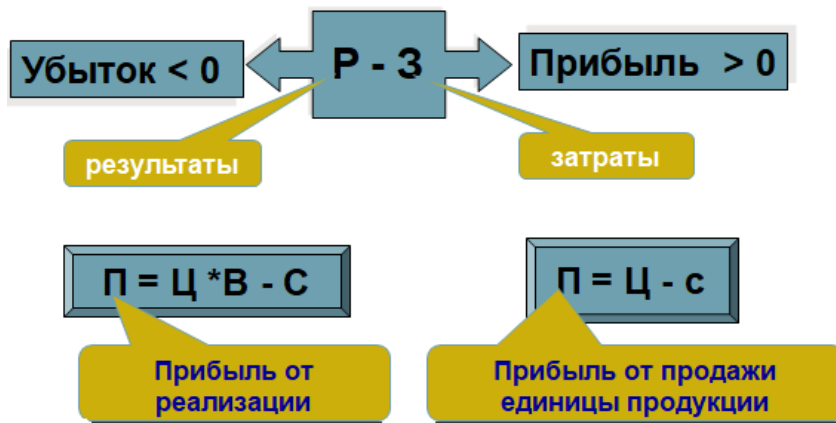 Убыток < 0
Р - З
Прибыль > 0
результаты
затраты
П = Ц *В - С
П = Ц - с
Прибыль от
реализации
Прибыль от продажи
единицы продукции